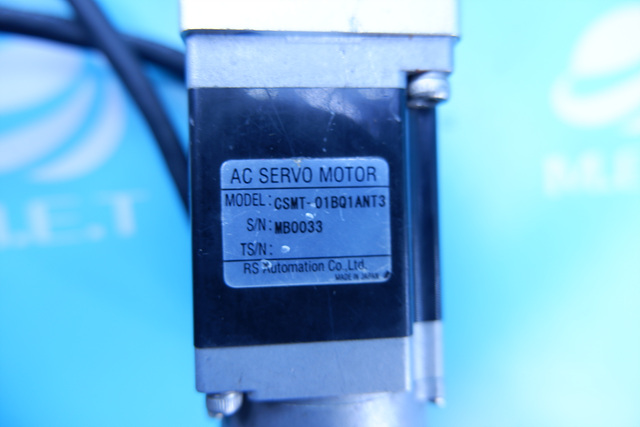 AC SERVO MOTOR
MODEL: CSMT-01BQ1ANT3
S/N: MB0033
TS/N:
RS Automation Co.,Ltd.
MADE IN JAPAN
M.E.T
M.E.T